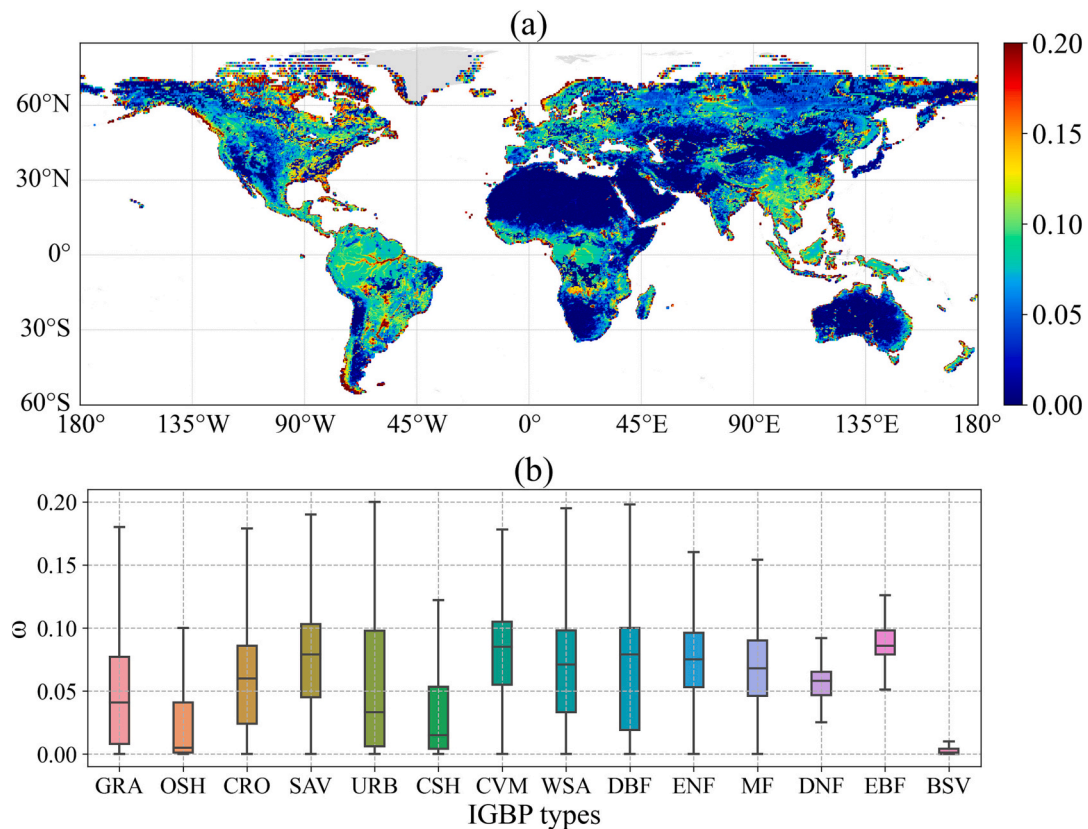 (a)
60°N
30°N
0°
30°S
60°S
180° 135°W 90°W 45°W 0° 45°E 90°E 135°E 180°
0.20
0.15
0.10
0.05
0.00
(b)
0.20
0.15
0.10
0.05
0.00
ω
GRA OSH CRO SAV URB CSH CVM WSA DBF ENF MF DNF EBF BSV
IGBP types